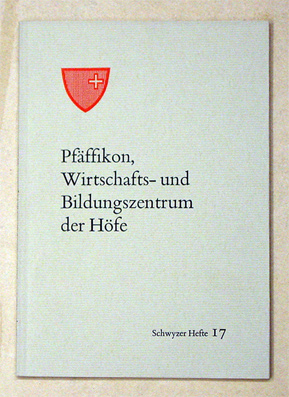 Pfäffikon,
Wirtschafts- und
Bildungszentrum
der Höfe
Schwyzer Hefte 17